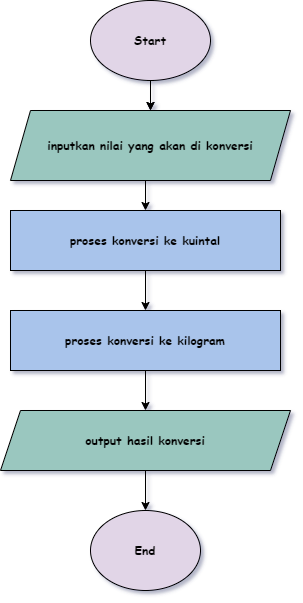 Start
inputkan nilai yang akan di konversi
proses konversi ke kuintal
proses konversi ke kilogram
output hasil konversi
End